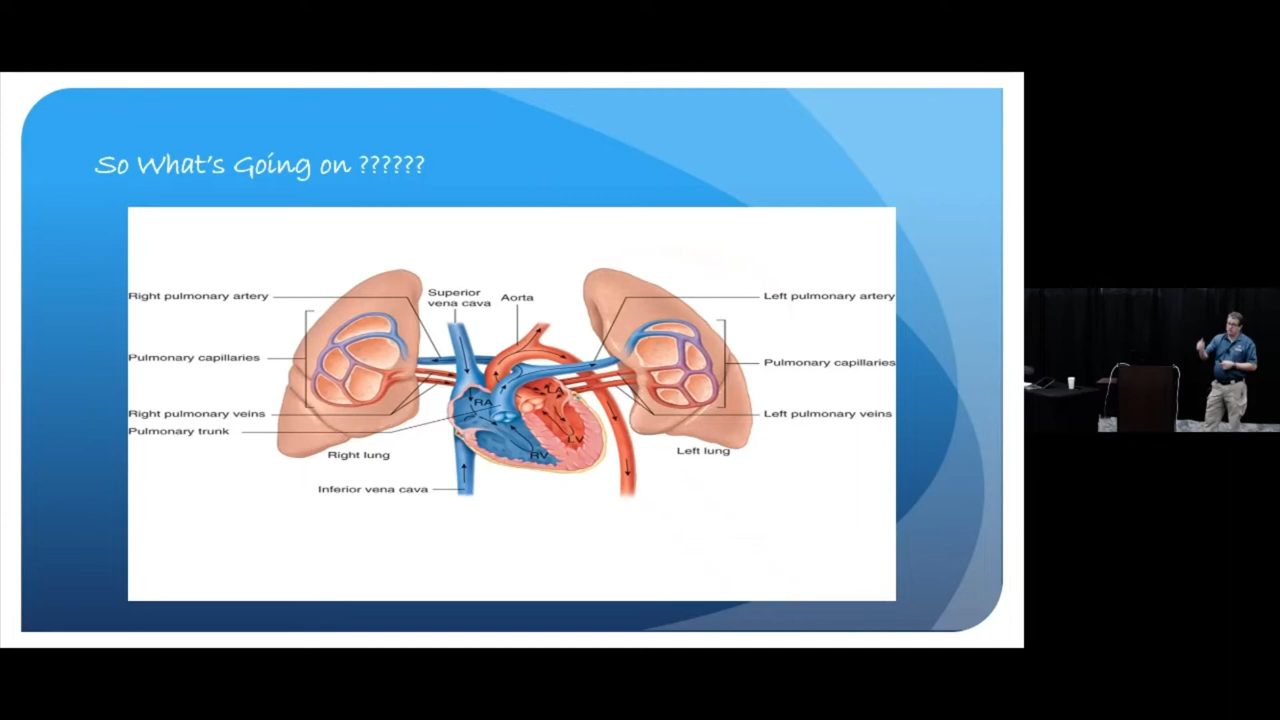 So What's Going on ??????
Right pulmonary artery
Superior
vena cava
Aorta
Left pulmonary artery
Pulmonary capillaries
Pulmonary capillaries
RA
LA
Right pulmonary veins
Left pulmonary veins
Pulmonary trunk
LV
RV
Right lung
Left lung
Inferior vena cava